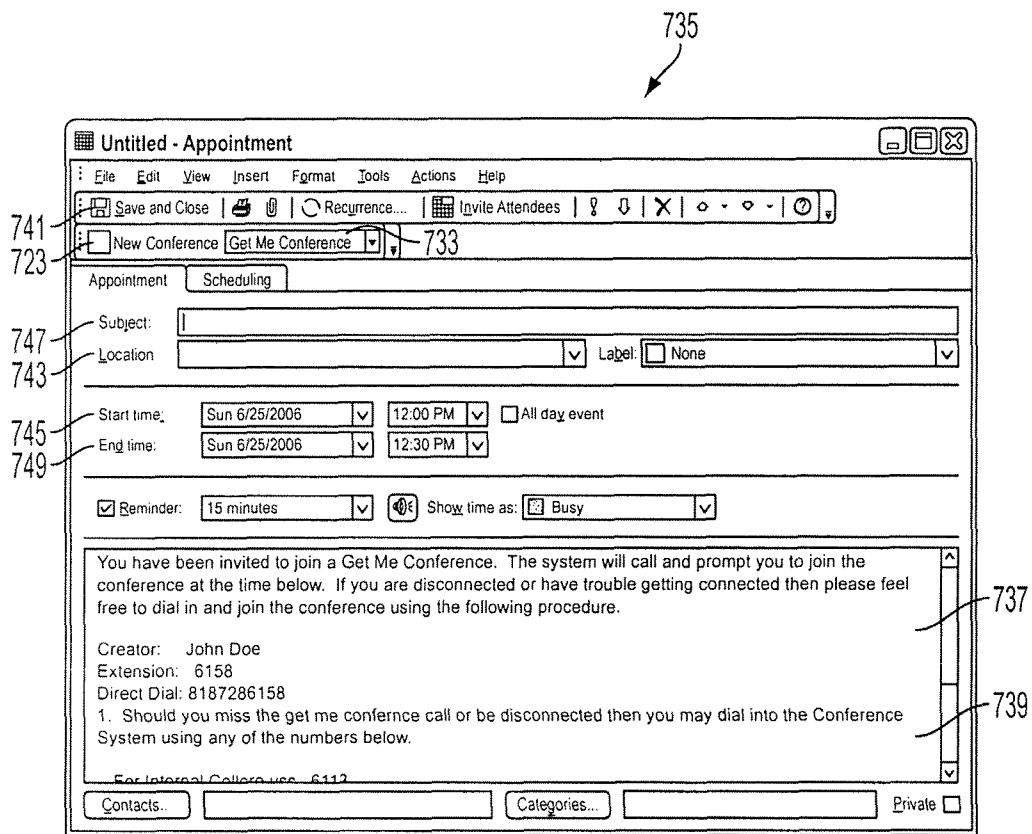 735
Untitled - Appointment
File Edit View Insert Format Tools Actions Help
741 Save and Close Recurrence.... Invite Attendees
723 New Conference Get Me Conference 733
Appointment Scheduling
747 Subject:
743 Location Label: None
745 Start time: Sun 6/25/2006 12:00 PM All day event
749 End time: Sun 6/25/2006 12:30 PM
Reminder: 15 minutes Show time as: Busy
You have been invited to join a Get Me Conference. The system will call and prompt you to join the
conference at the time below. If you are disconnected or have trouble getting connected then please feel
free to dial in and join the conference using the following procedure.
737
Creator: John Doe
Extension: 6158
Direct Dial: 8187286158
1. Should you miss the get me confernce call or be disconnected then you may dial into the Conference
739
System using any of the numbers below.
For Internal
Contacts.. Categories... Private